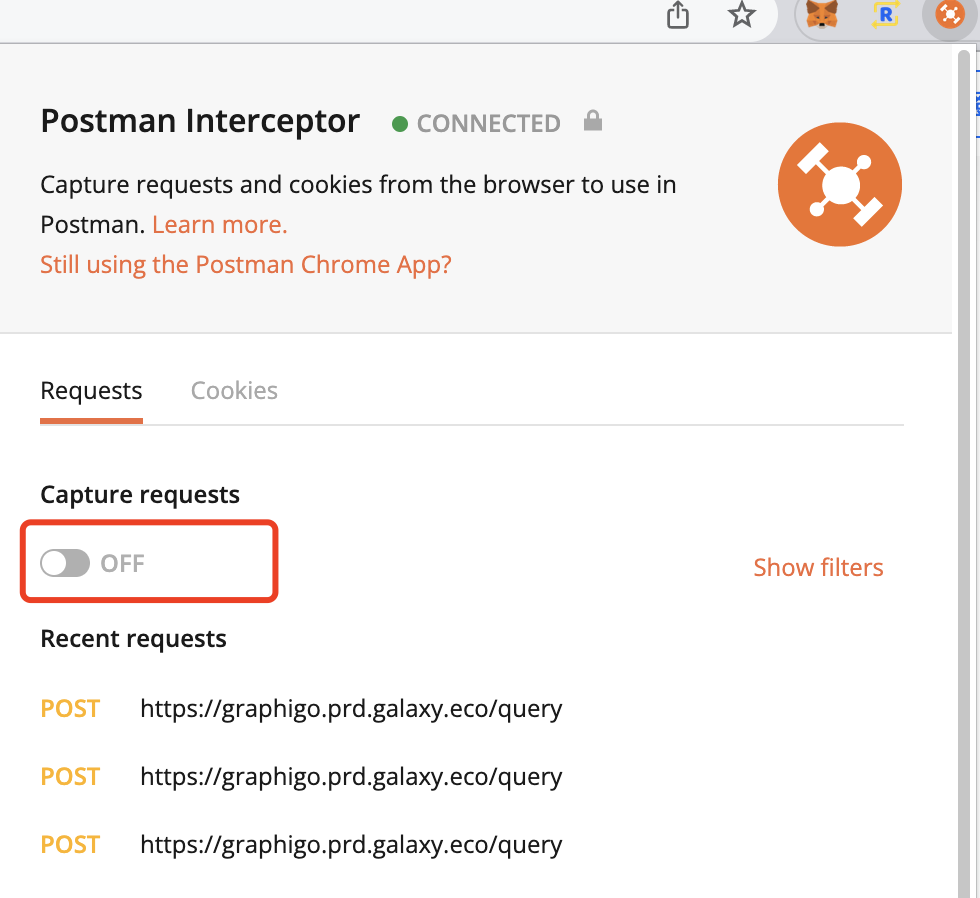 R
Postman Interceptor CONNECTED
Capture requests and cookies from the browser to use in
Postman. Learn more.
Still using the Postman Chrome App?
Requests Cookies
Capture requests
OFF Show filters
Recent requests
POST https://graphigo.prd.galaxy.eco/query
POST https://graphigo.prd.galaxy.eco/query
POST https://graphigo.prd.galaxy.eco/query